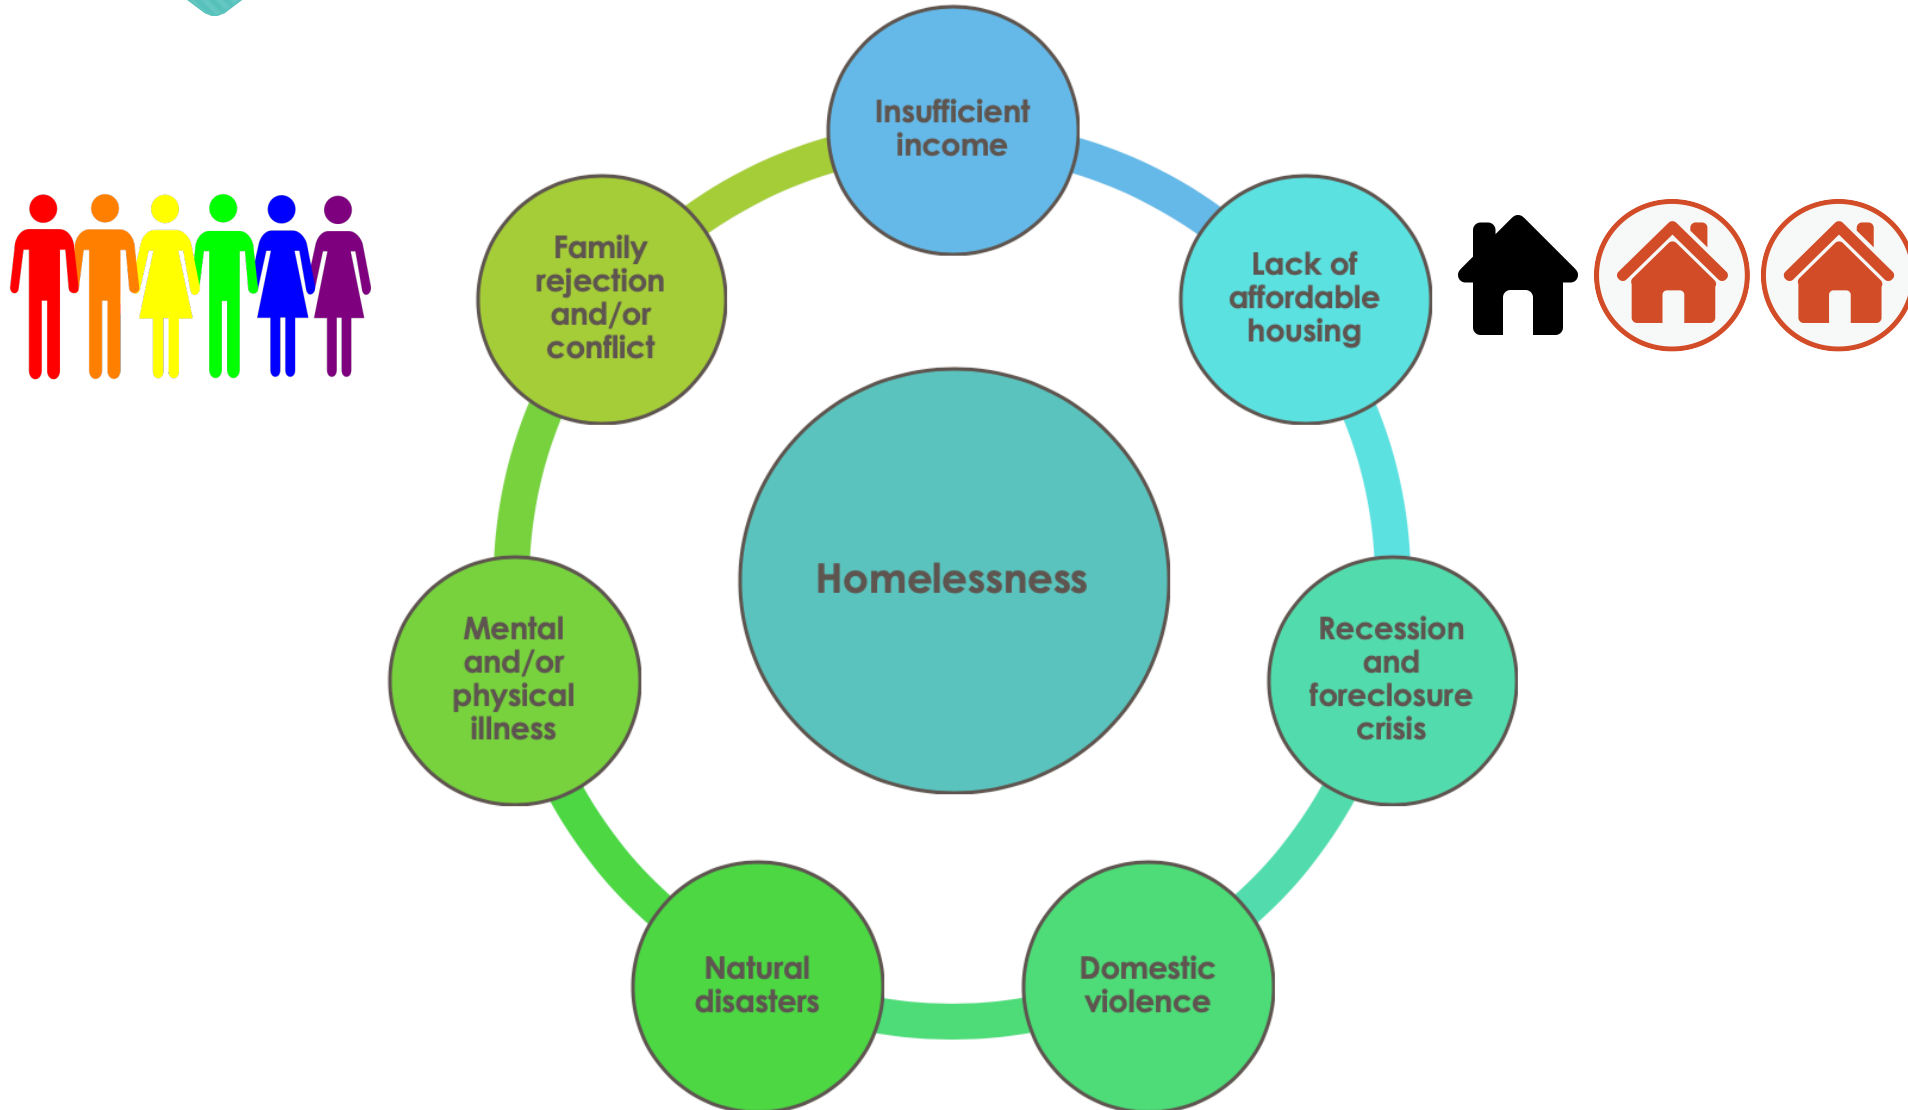 Insufficient
income
Lack of
affordable
housing
Recession
and
foreclosure
crisis
Domestic
violence
Natural
disasters
Mental
and/or
physical
illness
Family
rejection
and/or
conflict
Homelessness